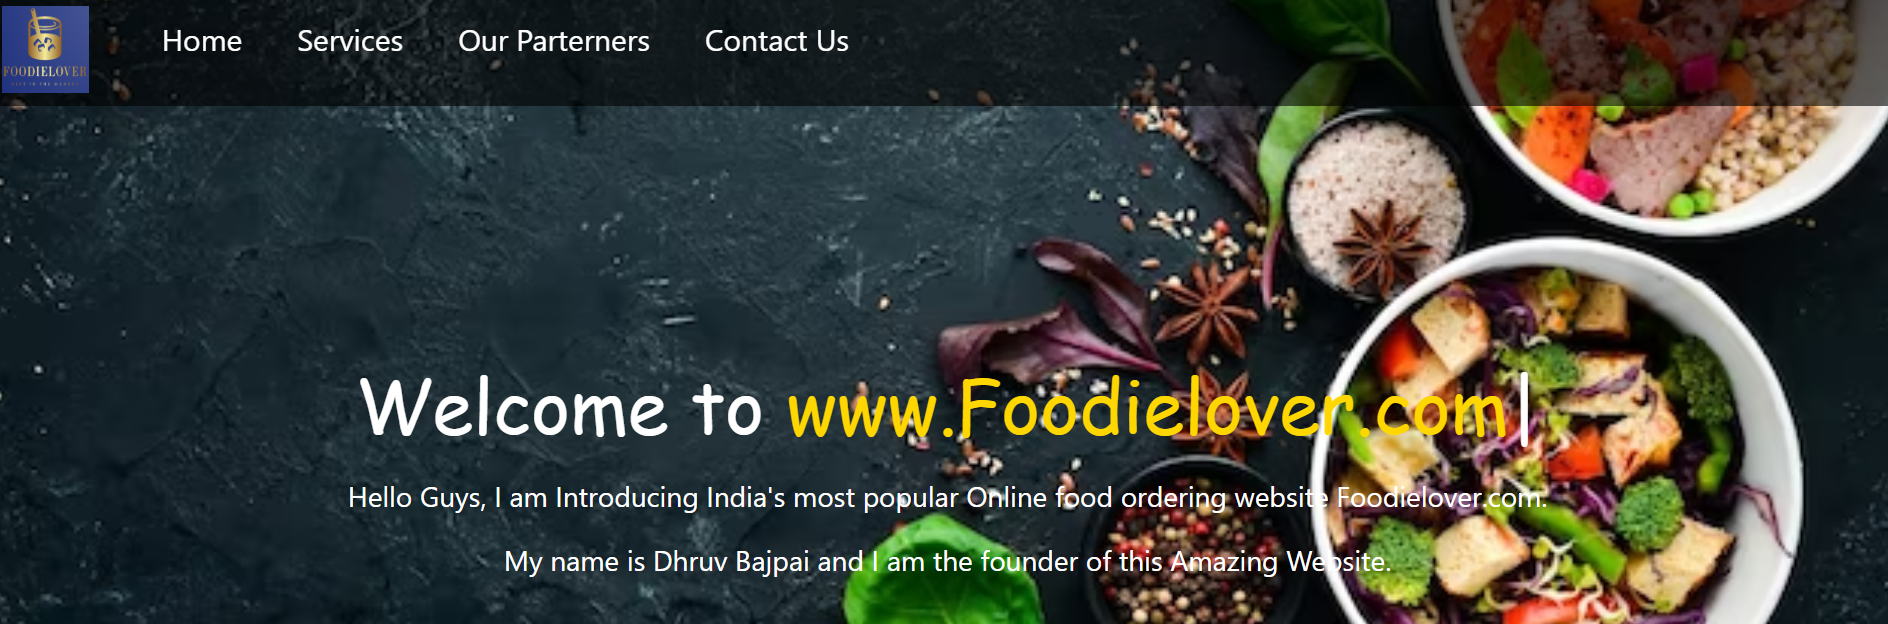 FOODIELOVER
Home Services Our Parterners Contact Us
Welcome to www.Foodielover.com|
Hello Guys, I am Introducing India's most popular Online food ordering website Foodielover.com.
My name is Dhruv Bajpai and I am the founder of this Amazing Website.